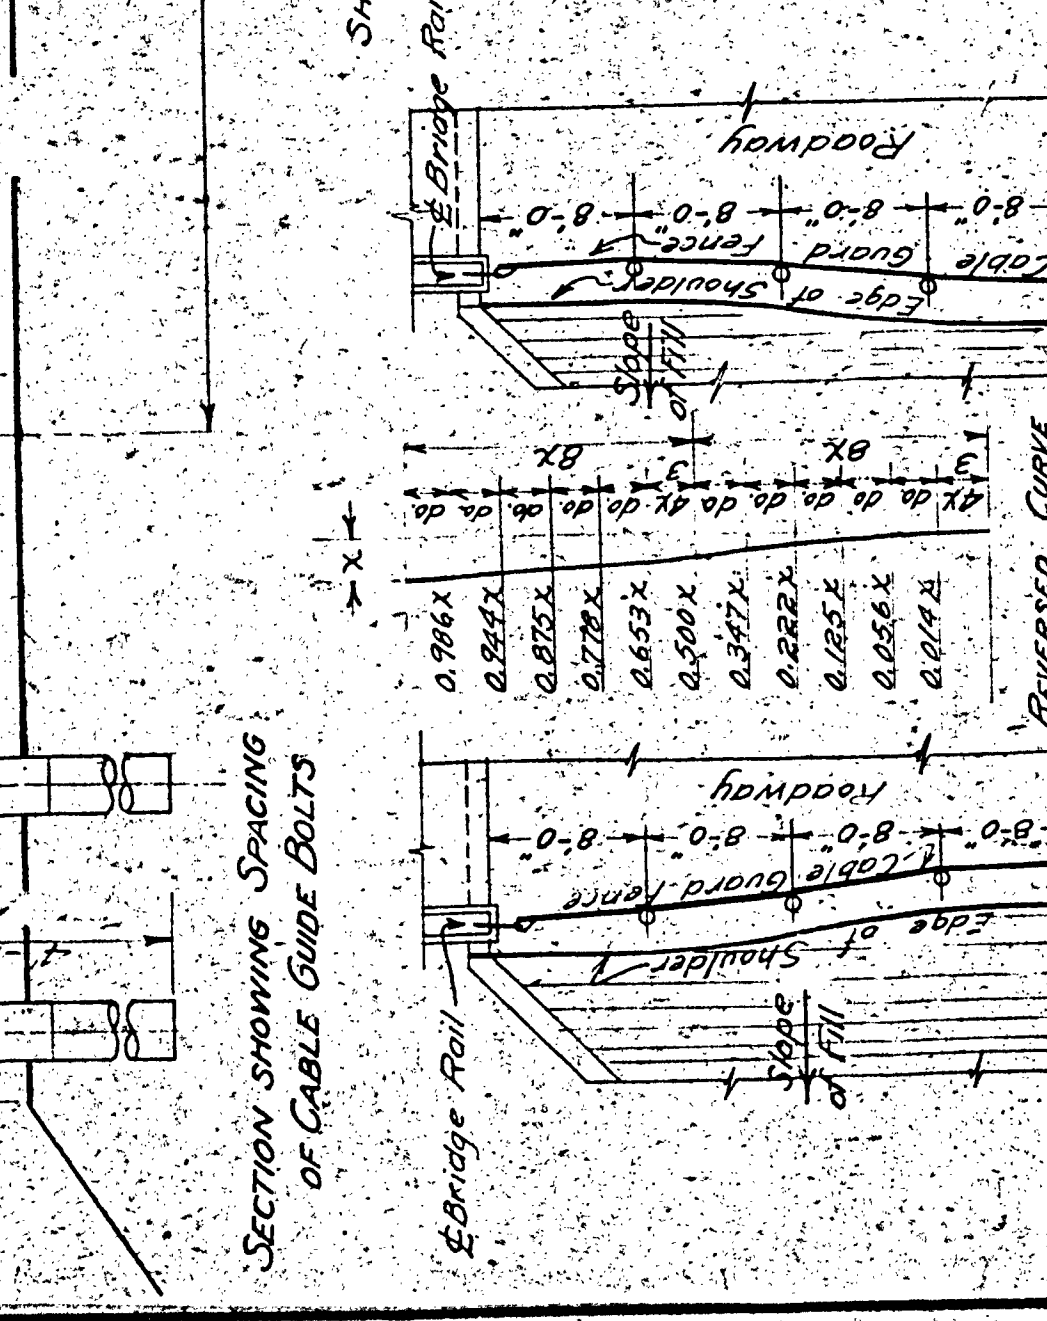 SECTION SHOWING SPACING
OF CABLE GUIDE BOLTS
℄ Bridge Rail
Roadway
8'-0"
8'-0"
8'-0"
8'-0"
Cable
Guard Fence
Edge of
Shoulder
Slope
of Fill
x
0.986x
0.944x
0.875x
0.778x
0.653x
0.500x
0.347x
0.222x
0.125x
0.056x
0.014x
do. do. do. do. do. 4x/3 do. do. do. do. do. 4x/3
8x
8x
REVERSED CURVE
℄ Bridge
Roadway
8'-0"
8'-0"
8'-0"
8'-0"
Cable Guard Fence
Edge of Shoulder
Slope
of Fill